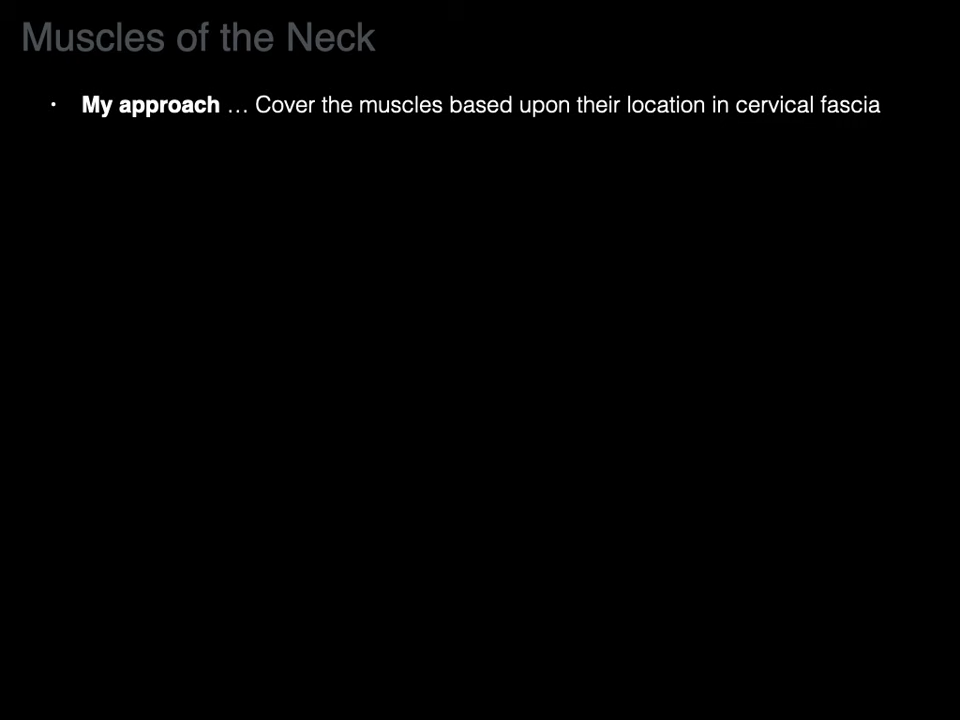 Muscles of the Neck
• My approach … Cover the muscles based upon their location in cervical fascia